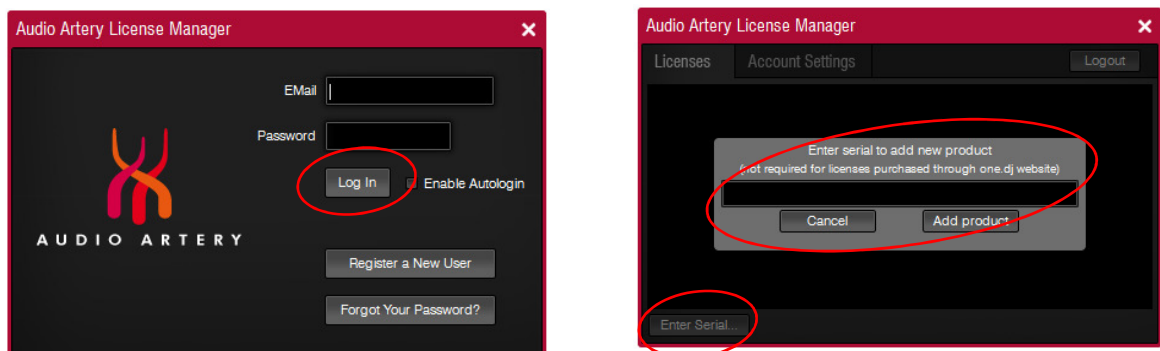 Audio Artery License Manager
EMail
Password
Log In
Enable Autologin
AUDIO ARTERY
Register a New User
Forgot Your Password?
Audio Artery License Manager
Licenses
Account Settings
Logout
Enter serial to add new product
(not required for licenses purchased through one.dj website)
Cancel
Add product
Enter Serial...